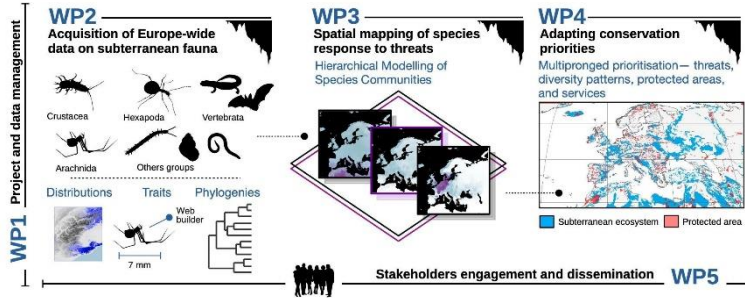 WP1
Project and data management
WP2
Acquisition of Europe-wide
data on subterranean fauna
Crustacea
Hexapoda
Vertebrata
Arachnida
Others groups
Distributions
Traits
Phylogenies
Web
builder
7 mm
WP3
Spatial mapping of species
response to threats
Hierarchical Modelling of
Species Communities
WP4
Adapting conservation
priorities
Multipronged prioritisation— threats,
diversity patterns, protected areas,
and services
Subterranean ecosystem
Protected area
Stakeholders engagement and dissemination
WP5